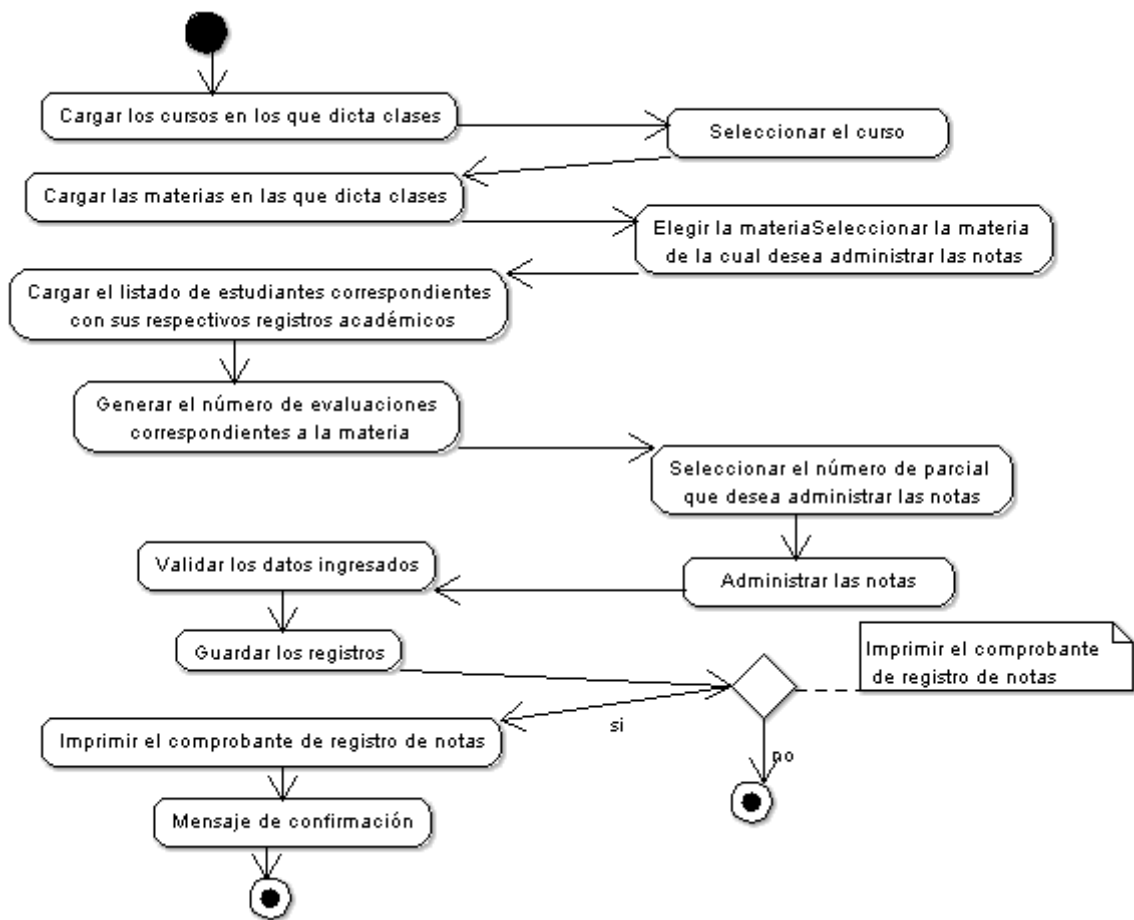 Cargar los cursos en los que dicta clases
Seleccionar el curso
Cargar las materias en las que dicta clases
Elegir la materiaSeleccionar la materia
de la cual desea administrar las notas
Cargar el listado de estudiantes correspondientes
con sus respectivos registros académicos
Generar el número de evaluaciones
correspondientes a la materia
Seleccionar el número de parcial
que desea administrar las notas
Validar los datos ingresados
Administrar las notas
Guardar los registros
Imprimir el comprobante
de registro de notas
si
Imprimir el comprobante de registro de notas
no
Mensaje de confirmación